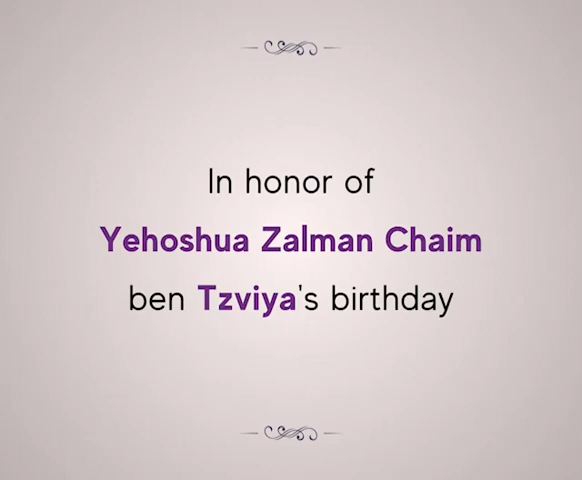 In honor of
Yehoshua Zalman Chaim
ben Tzviya's birthday